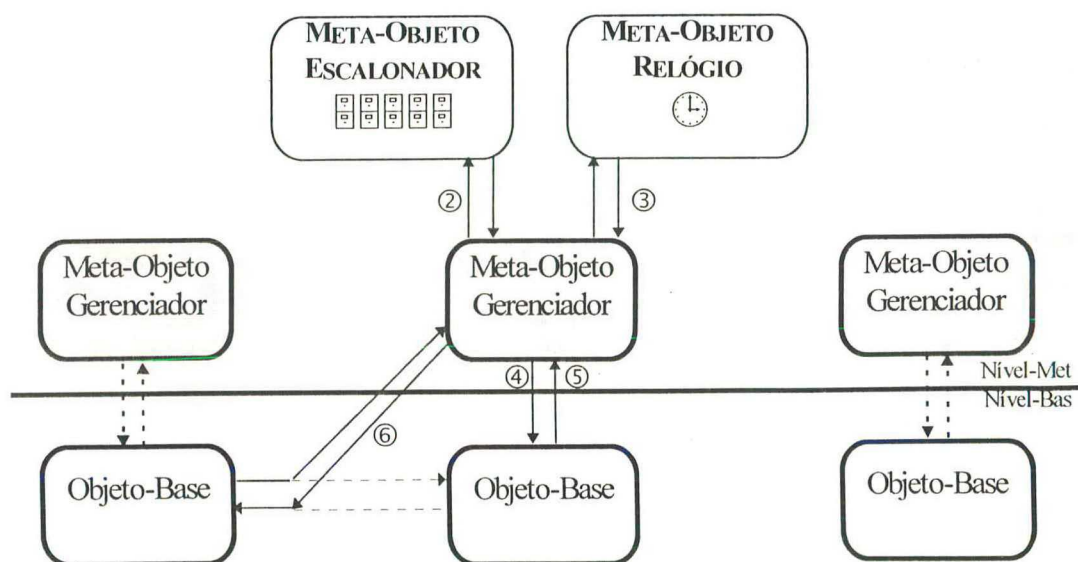 META-OBJETO
ESCALONADOR
META-OBJETO
RELÓGIO
②
③
Meta-Objeto
Gerenciador
Meta-Objeto
Gerenciador
Meta-Objeto
Gerenciador
④
⑤
Nível-Met
Nível-Bas
⑥
Objeto-Base
Objeto-Base
Objeto-Base